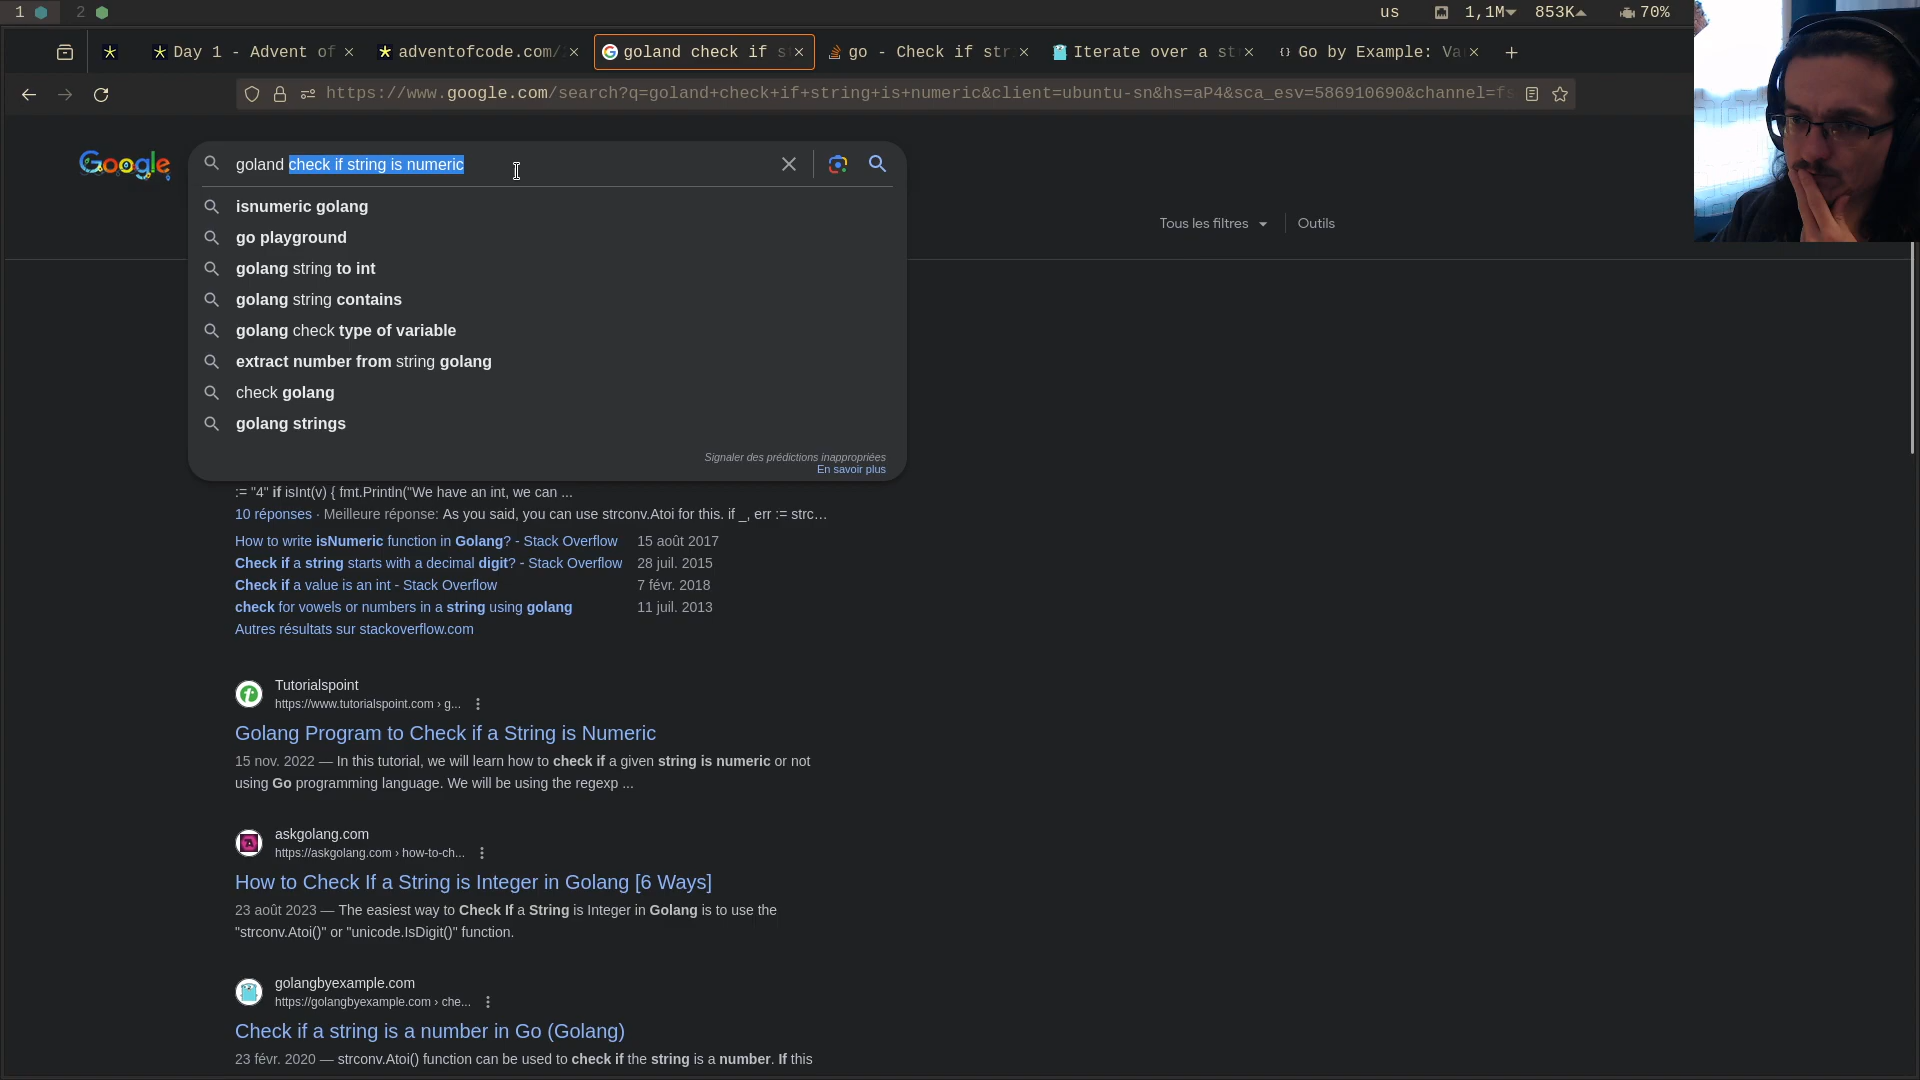 1
2
us
1,1M
853K
70%
Day 1 - Advent of
adventofcode.com/
goland check if s
go - Check if str
Iterate over a str
Go by Example: Va
https://www.google.com/search?q=goland+check+if+string+is+numeric&client=ubuntu-sn&hs=aP4&sca_esv=586910690&channel=fs
Google
goland check if string is numeric
isnumeric golang
go playground
golang string to int
golang string contains
golang check type of variable
extract number from string golang
check golang
golang strings
Signaler des prédictions inappropriées
En savoir plus
Tous les filtres
Outils
:= "4" if isInt(v) { fmt.Println("We have an int, we can ...
10 réponses · Meilleure réponse: As you said, you can use strconv.Atoi for this. if _, err := strc…
How to write isNumeric function in Golang? - Stack Overflow 15 août 2017
Check if a string starts with a decimal digit? - Stack Overflow 28 juil. 2015
Check if a value is an int - Stack Overflow 7 févr. 2018
check for vowels or numbers in a string using golang 11 juil. 2013
Autres résultats sur stackoverflow.com
Tutorialspoint
https://www.tutorialspoint.com › g...
Golang Program to Check if a String is Numeric
15 nov. 2022 — In this tutorial, we will learn how to check if a given string is numeric or not
using Go programming language. We will be using the regexp ...
askgolang.com
https://askgolang.com › how-to-ch...
How to Check If a String is Integer in Golang [6 Ways]
23 août 2023 — The easiest way to Check If a String is Integer in Golang is to use the
"strconv.Atoi()" or "unicode.IsDigit()" function.
golangbyexample.com
https://golangbyexample.com › che...
Check if a string is a number in Go (Golang)
23 févr. 2020 — strconv.Atoi() function can be used to check if the string is a number. If this